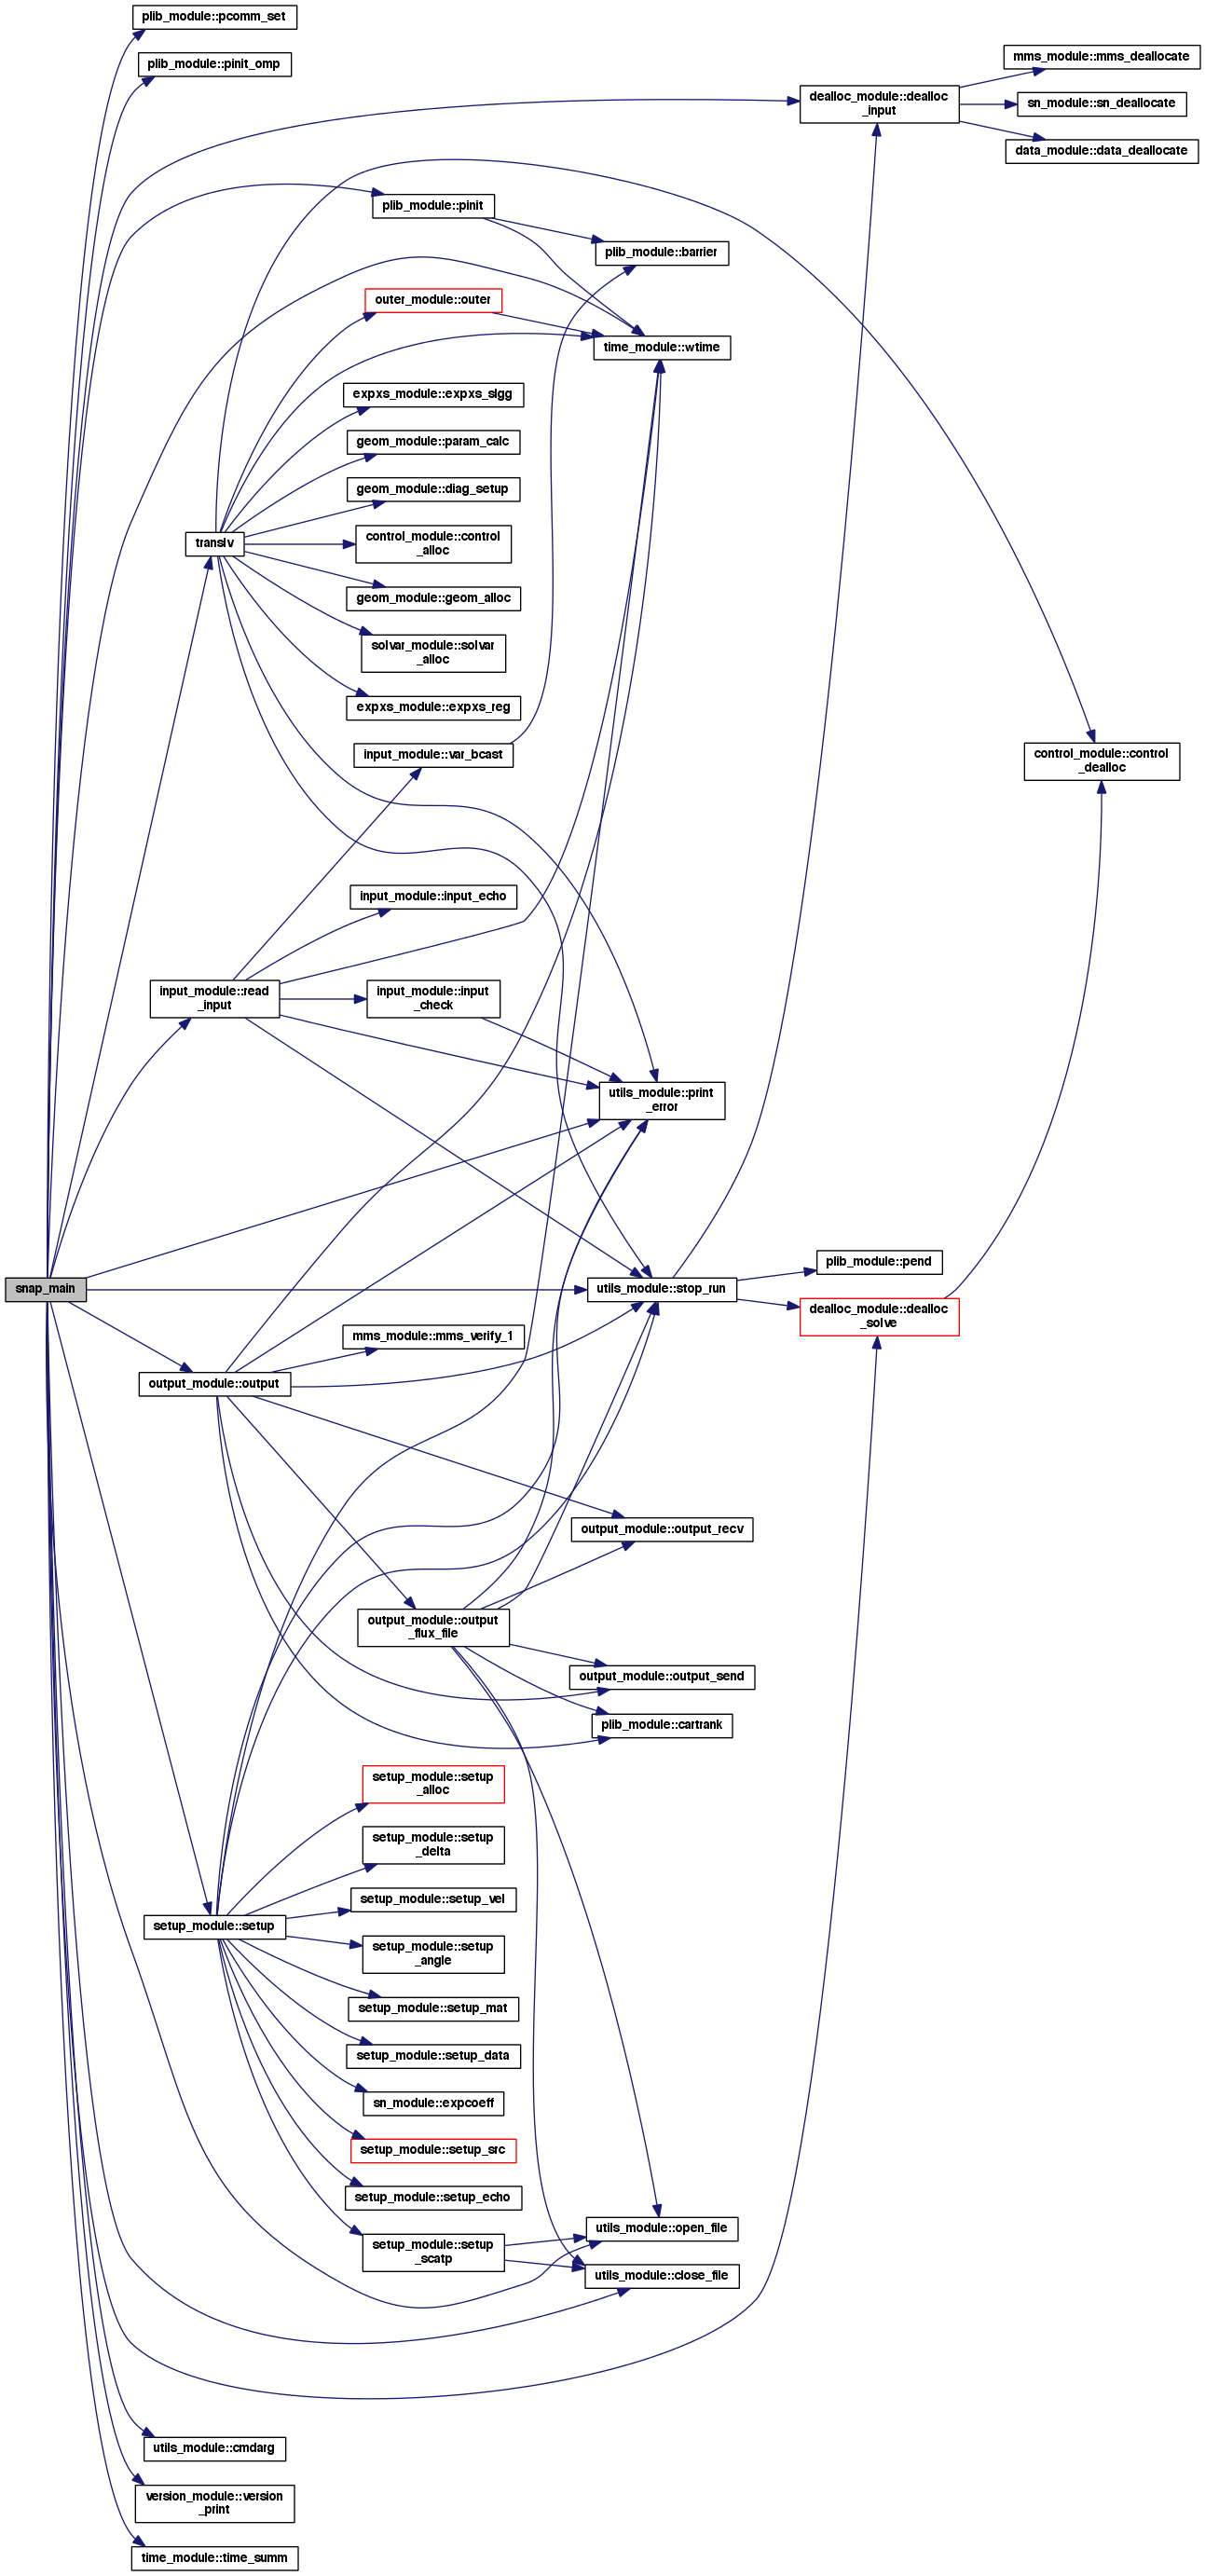 plib_module::pcomm_set
plib_module::pinit_omp
mms_module::mms_deallocate
dealloc_module::dealloc
_input
sn_module::sn_deallocate
data_module::data_deallocate
plib_module::pinit
plib_module::barrier
outer_module::outer
time_module::wtime
expxs_module::expxs_slgg
geom_module::param_calc
geom_module::diag_setup
translv
control_module::control
_alloc
geom_module::geom_alloc
solvar_module::solvar
_alloc
expxs_module::expxs_reg
input_module::var_bcast
control_module::control
_dealloc
input_module::input_echo
input_module::read
_input
input_module::input
_check
utils_module::print
_error
snap_main
utils_module::stop_run
plib_module::pend
dealloc_module::dealloc
_solve
mms_module::mms_verify_1
output_module::output
output_module::output_recv
output_module::output
_flux_file
output_module::output_send
plib_module::cartrank
setup_module::setup
_alloc
setup_module::setup
_delta
setup_module::setup_vel
setup_module::setup
setup_module::setup
_angle
setup_module::setup_mat
setup_module::setup_data
sn_module::expcoeff
setup_module::setup_src
setup_module::setup_echo
utils_module::open_file
setup_module::setup
_scatp
utils_module::close_file
utils_module::cmdarg
version_module::version
_print
time_module::time_summ